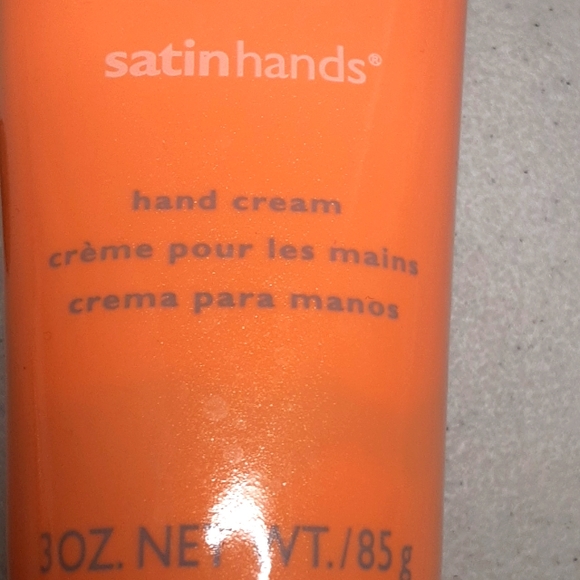 satinhands®
hand cream
crème pour les mains
crema para manos
3OZ. NET WT./85g